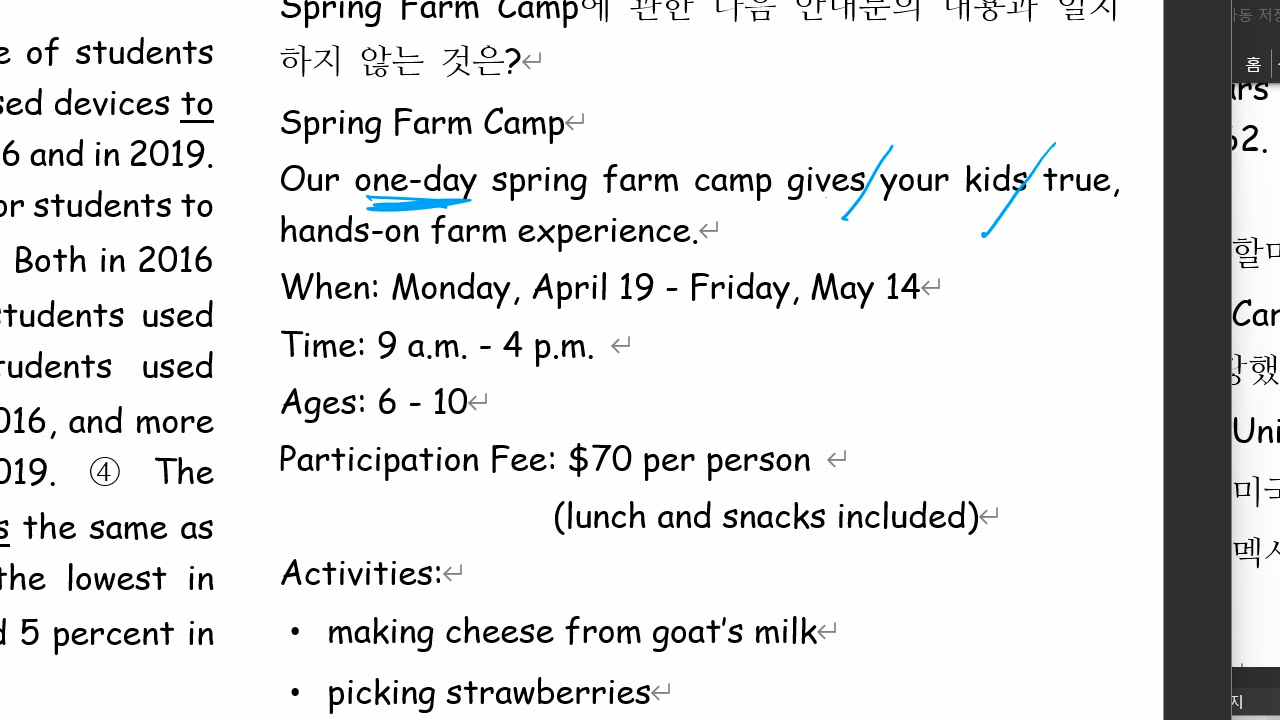 e of students
sed devices to
6 and in 2019.
or students to
Both in 2016
students used
tudents used
016, and more
019. ④ The
s the same as
the lowest in
d 5 percent in
Spring Farm Camp에 관한 다음 안내문의 내용과 일치
하지 않는 것은?
Spring Farm Camp
Our one-day spring farm camp gives your kids true,
hands-on farm experience.
When: Monday, April 19 - Friday, May 14
Time: 9 a.m. - 4 p.m.
Ages: 6 - 10
Participation Fee: $70 per person
(lunch and snacks included)
Activities:
• making cheese from goat's milk
• picking strawberries
홈
62.
Uni
미국